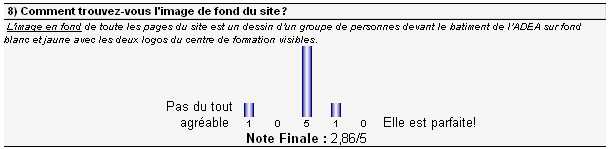 8) Comment trouvez-vous l'image de fond du site?
L'image en fond de toute les pages du site est un dessin d'un groupe de personnes devant le batiment de l'ADEA sur fond
blanc et jaune avec les deux logos du centre de formation visibles.
Pas du tout
agréable 1 0 5 1 0 Elle est parfaite!
Note Finale : 2,86/5